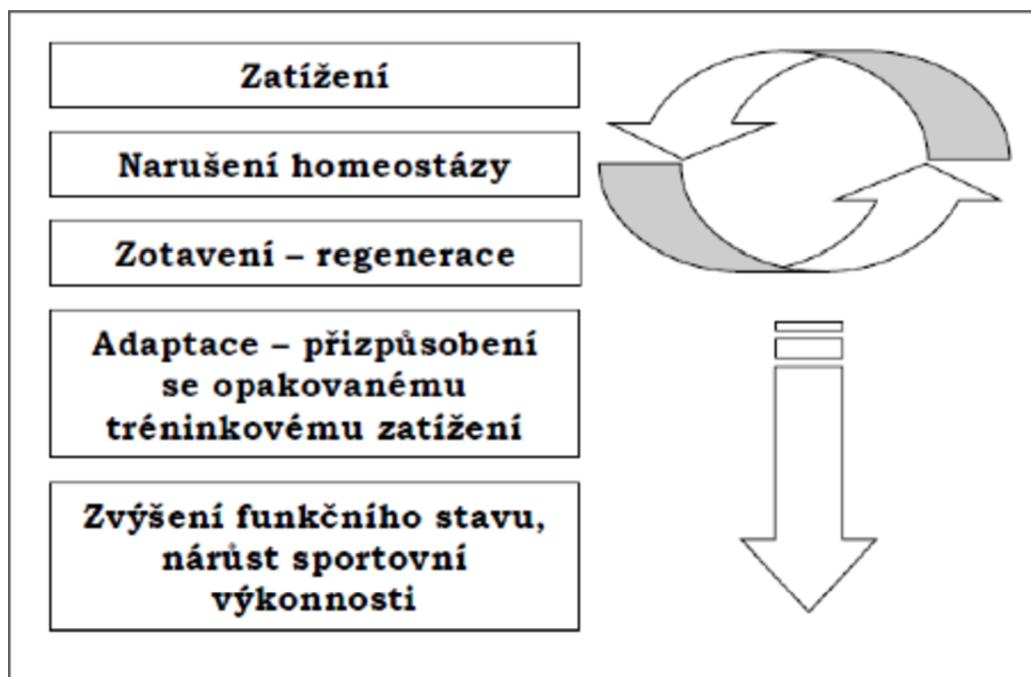 Zatížení
Narušení homeostázy
Zotavení – regenerace
Adaptace – přizpůsobení
se opakovanému
tréninkovému zatížení
Zvýšení funkčního stavu,
nárůst sportovní
výkonnosti